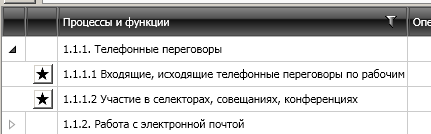 Процессы и функции Опе
1.1.1. Телефонные переговоры
1.1.1.1 Входящие, исходящие телефонные переговоры по рабочим
1.1.1.2 Участие в селекторах, совещаниях, конференциях
1.1.2. Работа с электронной почтой